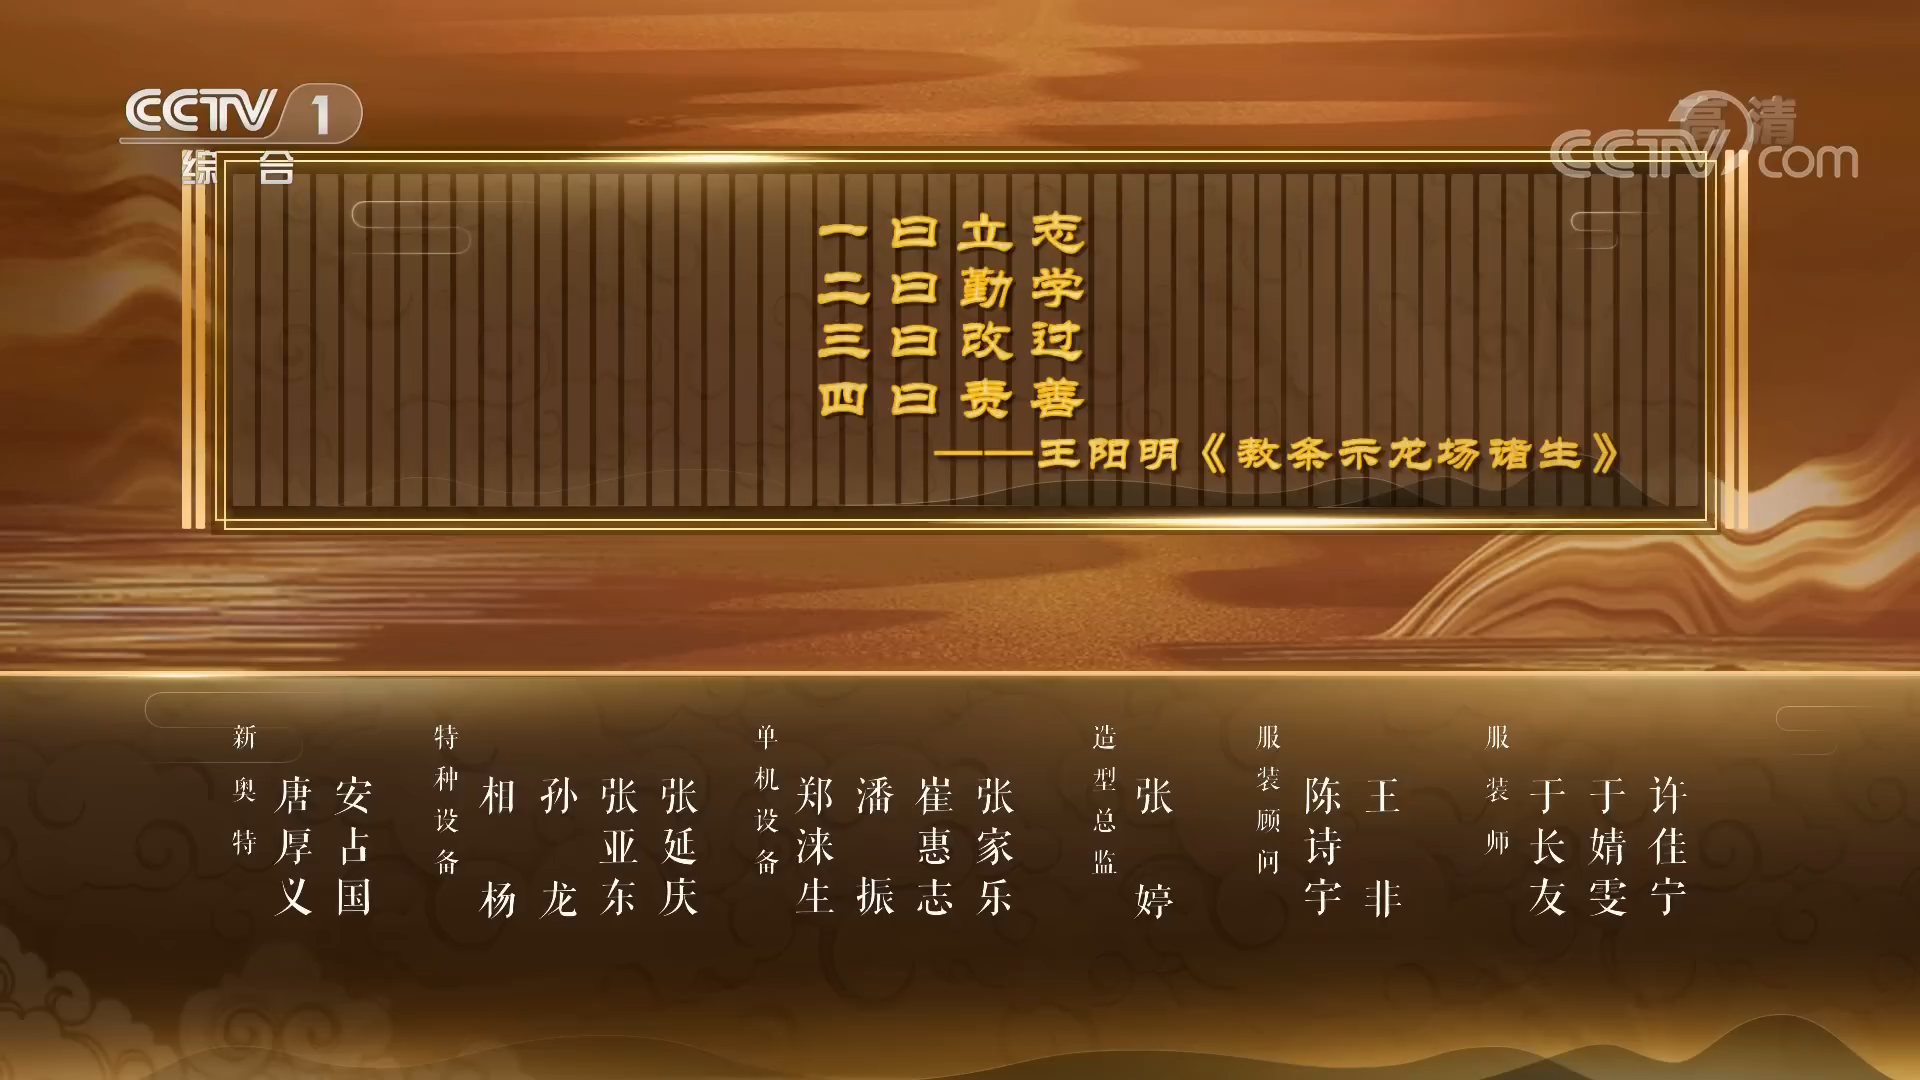 CCTV 1
综合
高清
CCTV.com
一曰立志
二曰勤学
三曰改过
四曰责善
——王阳明《教条示龙场诸生》
新奥特
唐厚义
安占国
特种设备
相杨
孙龙
张亚东
张延庆
单机设备
郑涞生
潘振
崔惠志
张家乐
造型总监
张婷
服装顾问
陈诗宇
王非
服装师
于长友
于婧雯
许佳宁